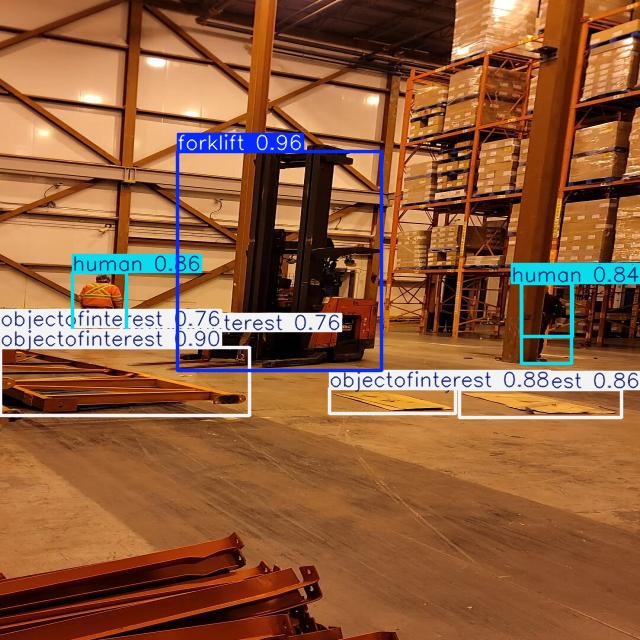 forklift 0.96
human 0.86
human 0.84
objectofinterest 0.76
terest 0.76
objectofinterest 0.90
objectofinterest 0.88
est 0.86